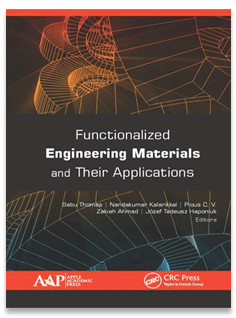 Functionalized
Engineering Materials
and Their Applications
Sabu Thomas | Nandakumar Kalarikkal | Pious C. V.
Zakiah Ahmad | Józef Tadeusz Haponiuk
Editors
AAP APPLE ACADEMIC PRESS
CRC Press
Taylor & Francis Group